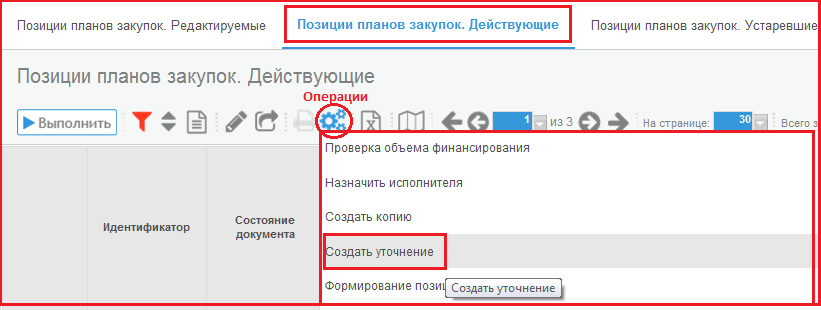 Позиции планов закупок. Редактируемые Позиции планов закупок. Действующие Позиции планов закупок. Устаревшие
Позиции планов закупок. Действующие
Операции
Выполнить 1 из 3 На странице: 30 Всего з
Проверка объема финансирования
Назначить исполнителя
Идентификатор
Состояние
документа
Создать копию
Создать уточнение
Формирование позиц
Создать уточнение